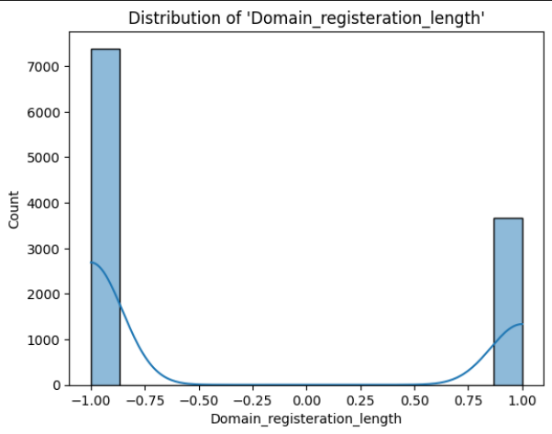 Distribution of 'Domain_registeration_length'
7000
6000
5000
4000
3000
2000
1000
0
Count
−1.00 −0.75 −0.50 −0.25 0.00 0.25 0.50 0.75 1.00
Domain_registeration_length